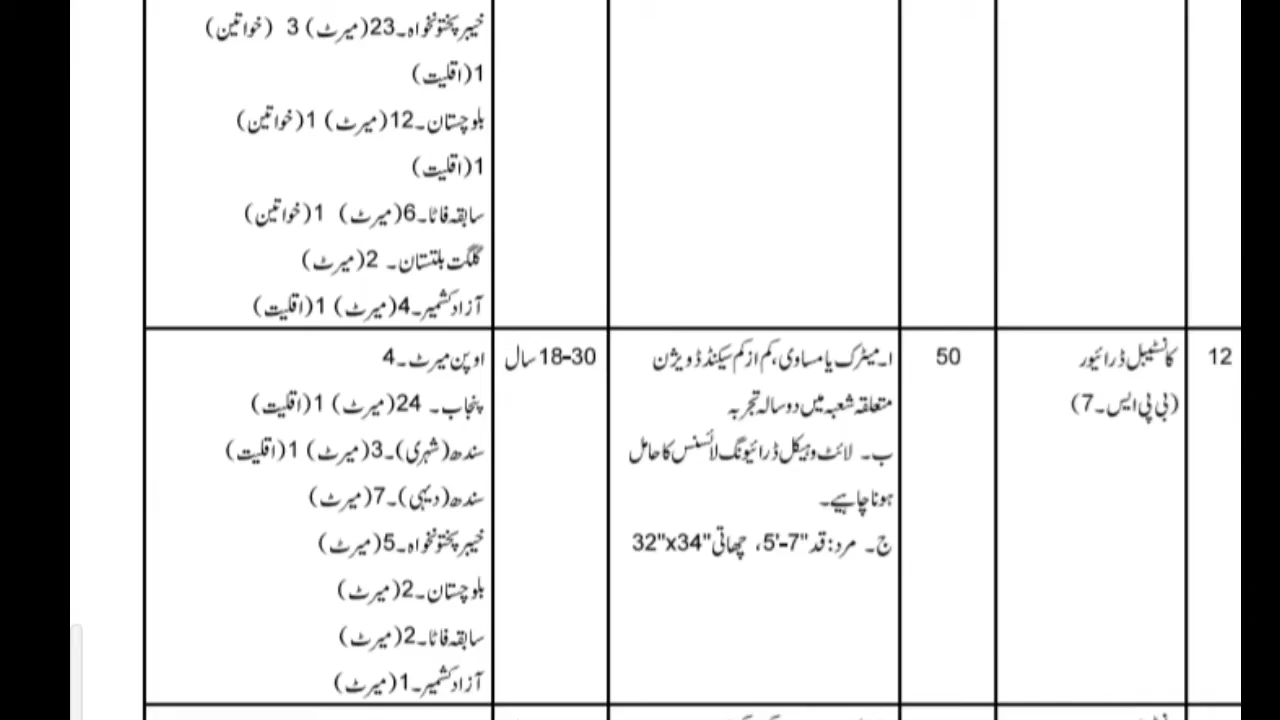 خیبر پختونخواہ۔23(میرٹ) 3 (خواتین)
1(اقلیت)
بلوچستان۔12(میرٹ) 1(خواتین)
1(اقلیت)
سابقہ فاٹا۔6(میرٹ) 1(خواتین)
گلگت بلتستان۔ 2(میرٹ)
آزاد کشمیر۔4(میرٹ) 1(اقلیت)
12
کانسٹیبل ڈرائیور
(بی پی ایس۔7)
50
ا۔میٹرک یا مساوی، کم از کم سیکنڈ ڈویژن
متعلقہ شعبہ میں دو سالہ تجربہ
ب۔ لائٹ وہیکل ڈرائیونگ لائسنس کا حامل
ہونا چاہیے۔
ج۔ مرد: قد "7-'5، چھاتی "34x"32
18-30 سال
اوپن میرٹ۔4
پنجاب۔ 24(میرٹ) 1(اقلیت)
سندھ(شہری)۔3(میرٹ) 1(اقلیت)
سندھ(دیہی)۔7(میرٹ)
خیبر پختونخواہ۔5(میرٹ)
بلوچستان۔2(میرٹ)
سابقہ فاٹا۔2(میرٹ)
آزاد کشمیر۔1(میرٹ)